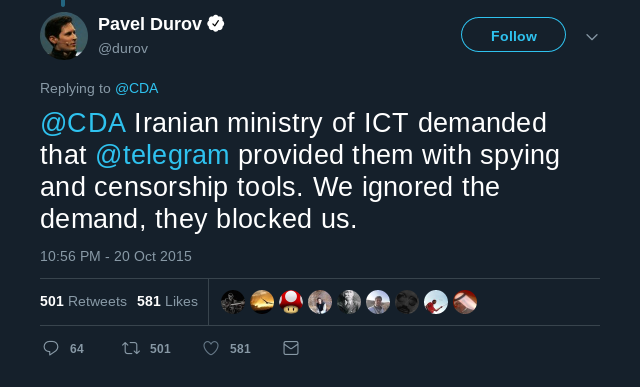 Pavel Durov
@durov
Follow
Replying to @CDA
@CDA Iranian ministry of ICT demanded
that @telegram provided them with spying
and censorship tools. We ignored the
demand, they blocked us.
10:56 PM - 20 Oct 2015
501 Retweets 581 Likes
64 501 581